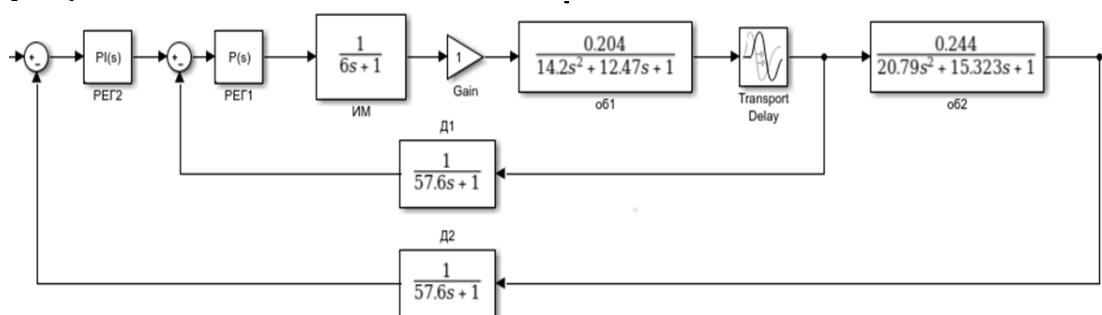 +
-
PI(s)
РЕГ2
+
-
P(s)
РЕГ1
1
6s + 1
ИМ
1
Gain
0.204
14.2s² + 12.47s + 1
об1
Transport
Delay
0.244
20.79s² + 15.323s + 1
об2
Д1
1
57.6s + 1
Д2
1
57.6s + 1